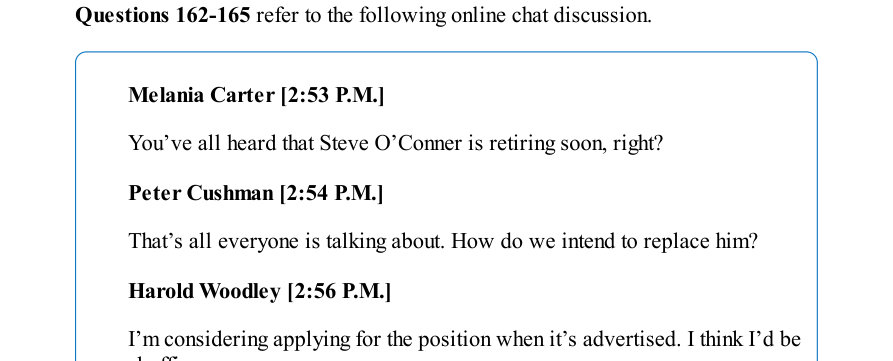 Questions 162-165 refer to the following online chat discussion.
Melania Carter [2:53 P.M.]
You’ve all heard that Steve O’Conner is retiring soon, right?
Peter Cushman [2:54 P.M.]
That’s all everyone is talking about. How do we intend to replace him?
Harold Woodley [2:56 P.M.]
I’m considering applying for the position when it’s advertised. I think I’d be